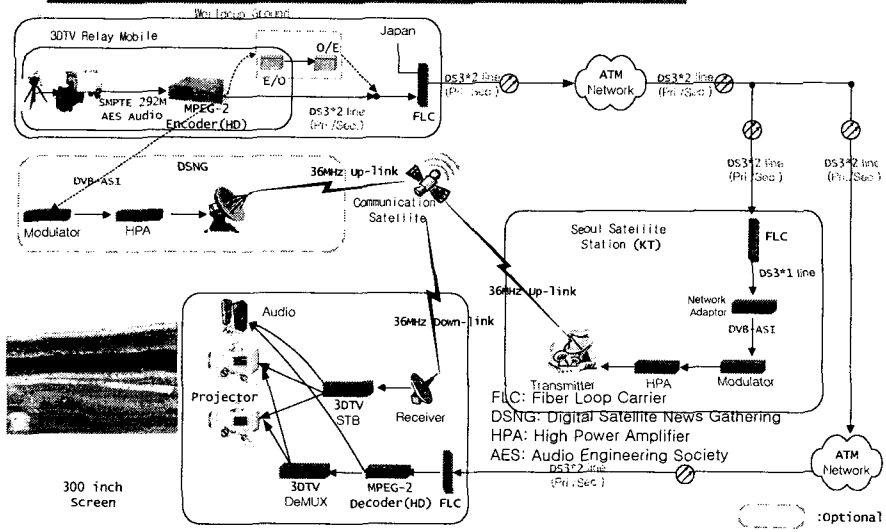 Worldcup Ground
3DTV Relay Mobile
SMPTE 292M
AES Audio
MPEG-2
Encoder(HD)
E/O
O/E
DS3*2 line
(Pri./Sec.)
Japan
FLC
DS3*2 line
(Pri./Sec.)
ATM
Network
DS3*2 line
(Pri./Sec.)
DS3*2 line
(Pri./Sec.)
DS3*2 line
(Pri./Sec.)
DSNG
DVB-ASI
Modulator
HPA
36MHz Up-link
Communication
Satellite
36MHz Up-link
36MHz Down-link
Seoul Satellite
Station (KT)
FLC
DS3*1 line
Network
Adaptor
DVB-ASI
Modulator
HPA
Transmitter
Audio
Projector
3DTV
STB
Receiver
3DTV
DeMUX
MPEG-2
Decoder(HD)
FLC
300 inch
Screen
FLC: Fiber Loop Carrier
DSNG: Digital Satellite News Gathering
HPA: High Power Amplifier
AES: Audio Engineering Society
DS3*2 line
(Pri./Sec.)
ATM
Network
:Optional